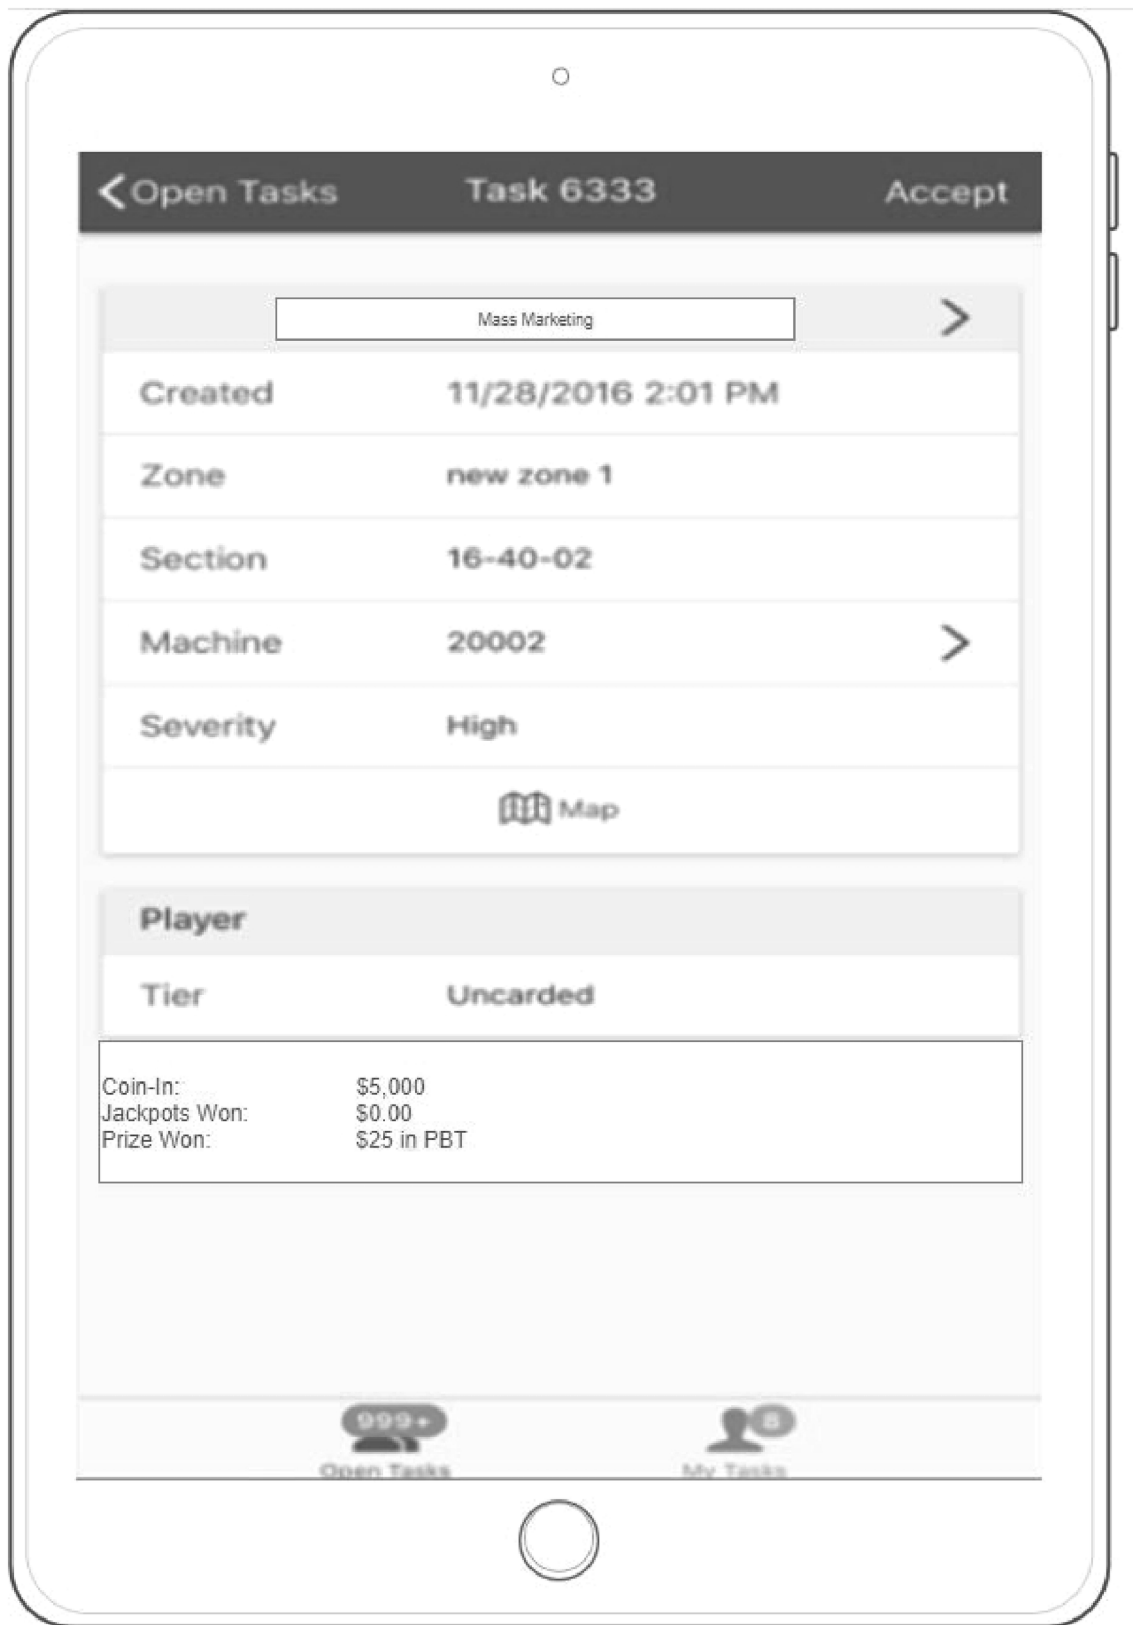 Open Tasks Task 6333 Accept
Mass Marketing
Created 11/28/2016 2:01 PM
Zone new zone 1
Section 16-40-02
Machine 20002
Severity High
Map
Player
Tier Uncarded
Coin-In: $5,000
Jackpots Won: $0.00
Prize Won: $25 in PBT
999+ 8
Open Tasks My Tasks